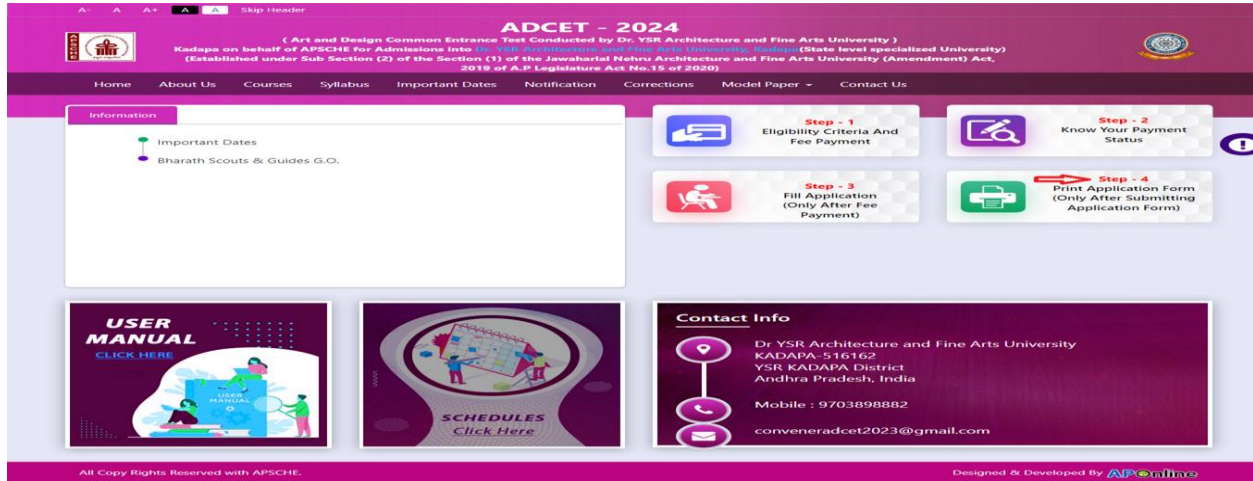 A- A A+ A A Skip Header
ADCET - 2024
( Art and Design Common Entrance Test Conducted by Dr. YSR Architecture and Fine Arts University )
Kadapa on behalf of APSCHE for Admissions Into Dr. YSR Architecture and Fine Arts University, Kadapa(State level specialized University)
(Established under Sub Section (2) of the Section (1) of the Jawaharlal Nehru Architecture and Fine Arts University (Amendment) Act,
2019 of A.P Legislature Act No.15 of 2020)
Home About Us Courses Syllabus Important Dates Notification Corrections Model Paper Contact Us
Information
Important Dates
Bharath Scouts & Guides G.O.
Step - 1
Eligibility Criteria And
Fee Payment
Step - 2
Know Your Payment
Status
Step - 3
Fill Application
(Only After Fee
Payment)
Step - 4
Print Application Form
(Only After Submitting
Application Form)
USER
MANUAL
CLICK HERE
USER
MANUAL
SCHEDULES
Click Here
Contact Info
Dr YSR Architecture and Fine Arts University
KADAPA-516162
YSR KADAPA District
Andhra Pradesh, India
Mobile : 9703898882
conveneradcet2023@gmail.com
All Copy Rights Reserved with APSCHE.
Designed & Developed By APOnline